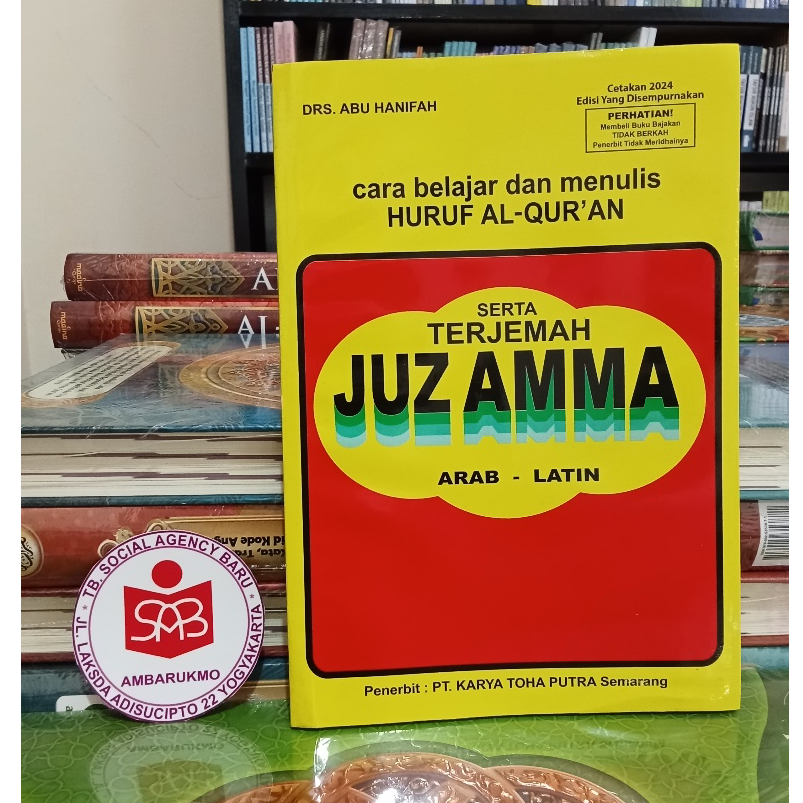 DRS. ABU HANIFAH
Cetakan 2024
Edisi Yang Disempurnakan
PERHATIAN!
Membeli Buku Bajakan
TIDAK BERKAH
Penerbit Tidak Meridhainya
cara belajar dan menulis
HURUF AL-QUR'AN
SERTA
TERJEMAH
JUZ AMMA
ARAB - LATIN
Penerbit : PT. KARYA TOHA PUTRA Semarang
TB. SOCIAL AGENCY BARU
SAB
AMBARUKMO
JL. LAKSDA ADISUCIPTO 22 YOGYAKARTA